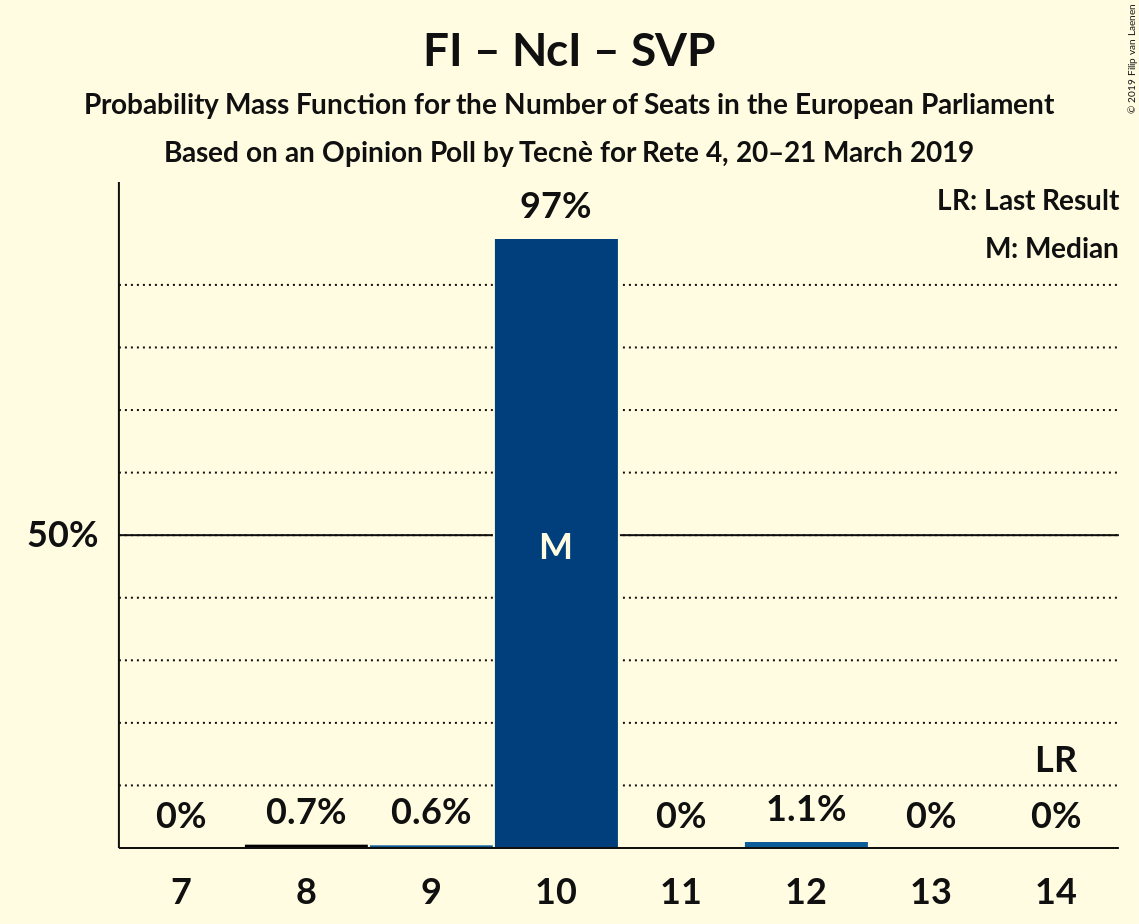 FI – NcI – SVP
Probability Mass Function for the Number of Seats in the European Parliament
Based on an Opinion Poll by Tecnè for Rete 4, 20–21 March 2019
© 2019 Filip van Laenen
LR: Last Result
M: Median
97%
50%
M
LR
0%
0.7%
0.6%
0%
1.1%
0%
0%
7
8
9
10
11
12
13
14